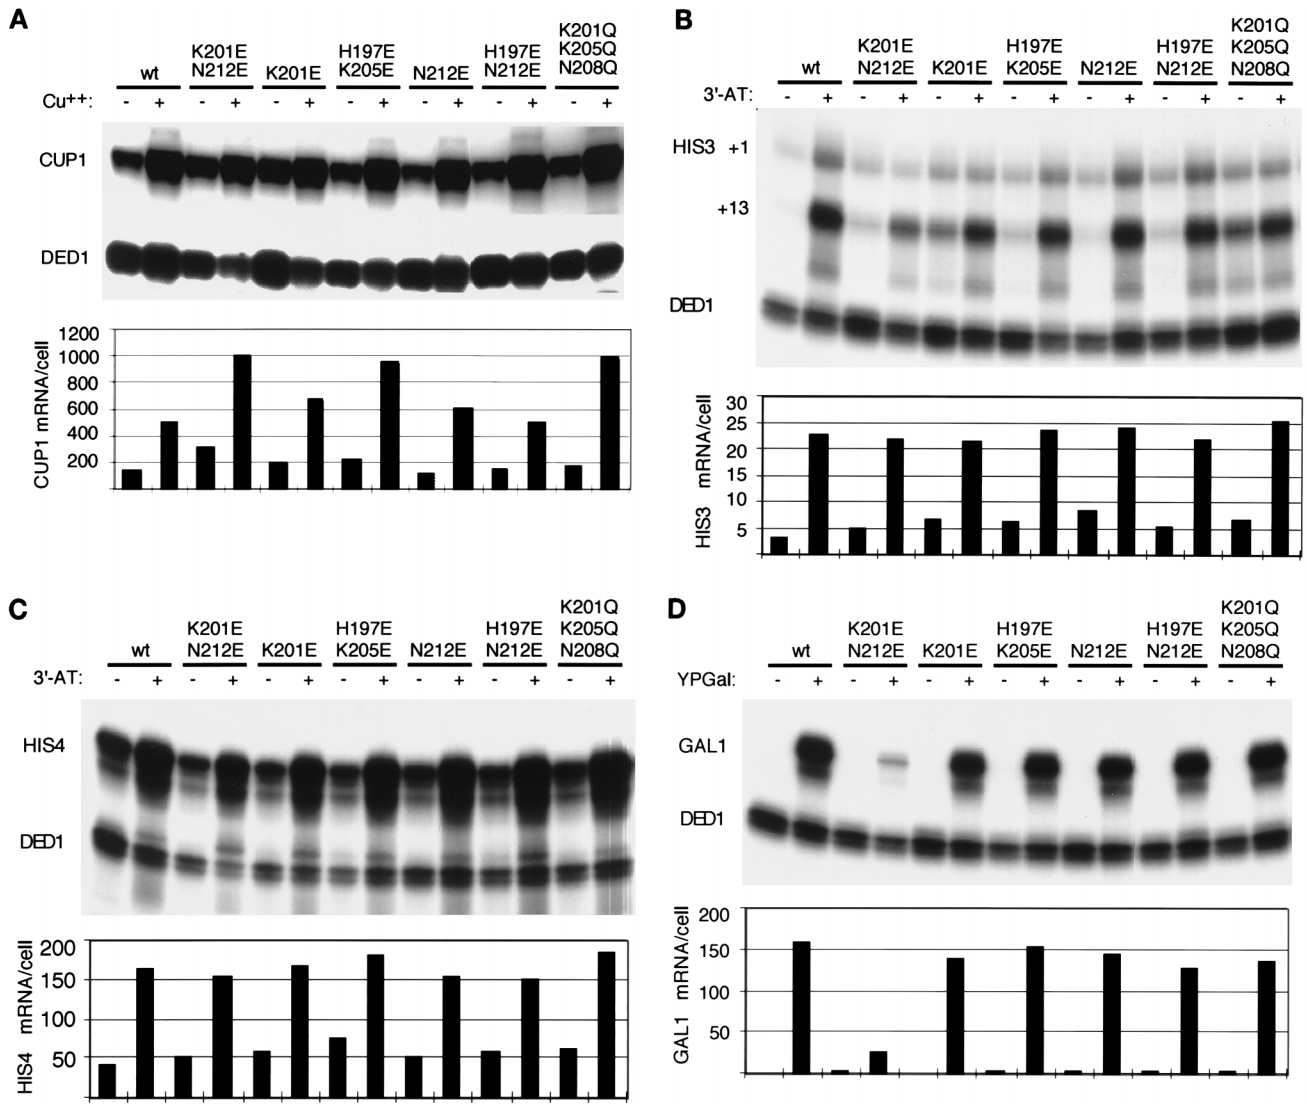 A
K201Q
K201E H197E H197E K205Q
wt N212E K201E K205E N212E N212E N208Q
Cu++: - + - + - + - + - + - + - +
CUP1
DED1
CUP1 mRNA/cell
1200
1000
800
600
400
200
B
K201Q
K201E H197E H197E K205Q
wt N212E K201E K205E N212E N212E N208Q
3'-AT: - + - + - + - + - + - + - +
HIS3 +1
+13
DED1
HIS3 mRNA/cell
30
25
20
15
10
5
C
K201Q
K201E H197E H197E K205Q
wt N212E K201E K205E N212E N212E N208Q
3'-AT: - + - + - + - + - + - + - +
HIS4
DED1
HIS4 mRNA/cell
200
150
100
50
D
K201Q
K201E H197E H197E K205Q
wt N212E K201E K205E N212E N212E N208Q
YPGal: - + - + - + - + - + - + - +
GAL1
DED1
GAL1 mRNA/cell
200
150
100
50